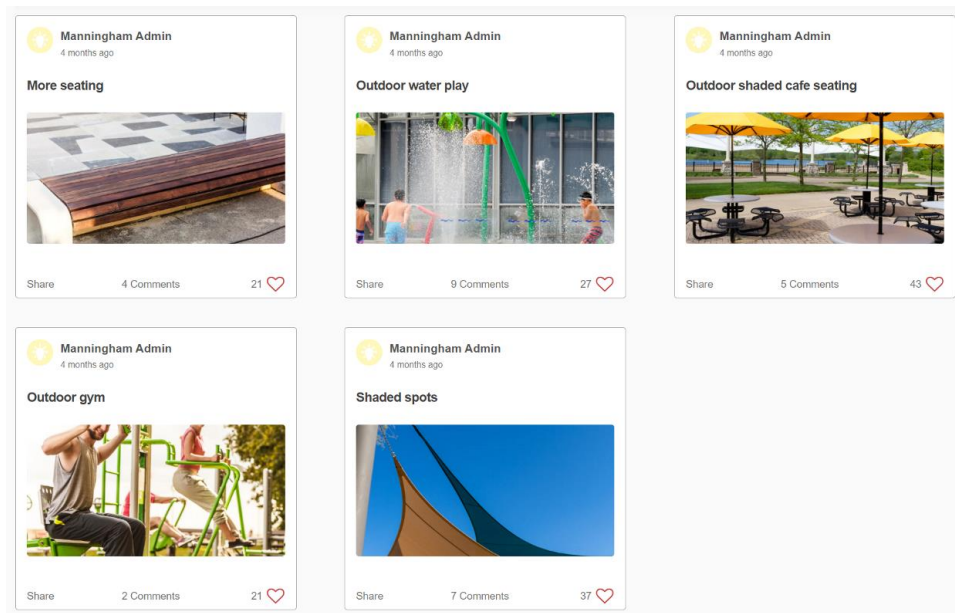 Manningham Admin
4 months ago
More seating
Share 4 Comments 21
Manningham Admin
4 months ago
Outdoor water play
Share 9 Comments 27
Manningham Admin
4 months ago
Outdoor shaded cafe seating
Share 5 Comments 43
Manningham Admin
4 months ago
Outdoor gym
Share 2 Comments 21
Manningham Admin
4 months ago
Shaded spots
Share 7 Comments 37